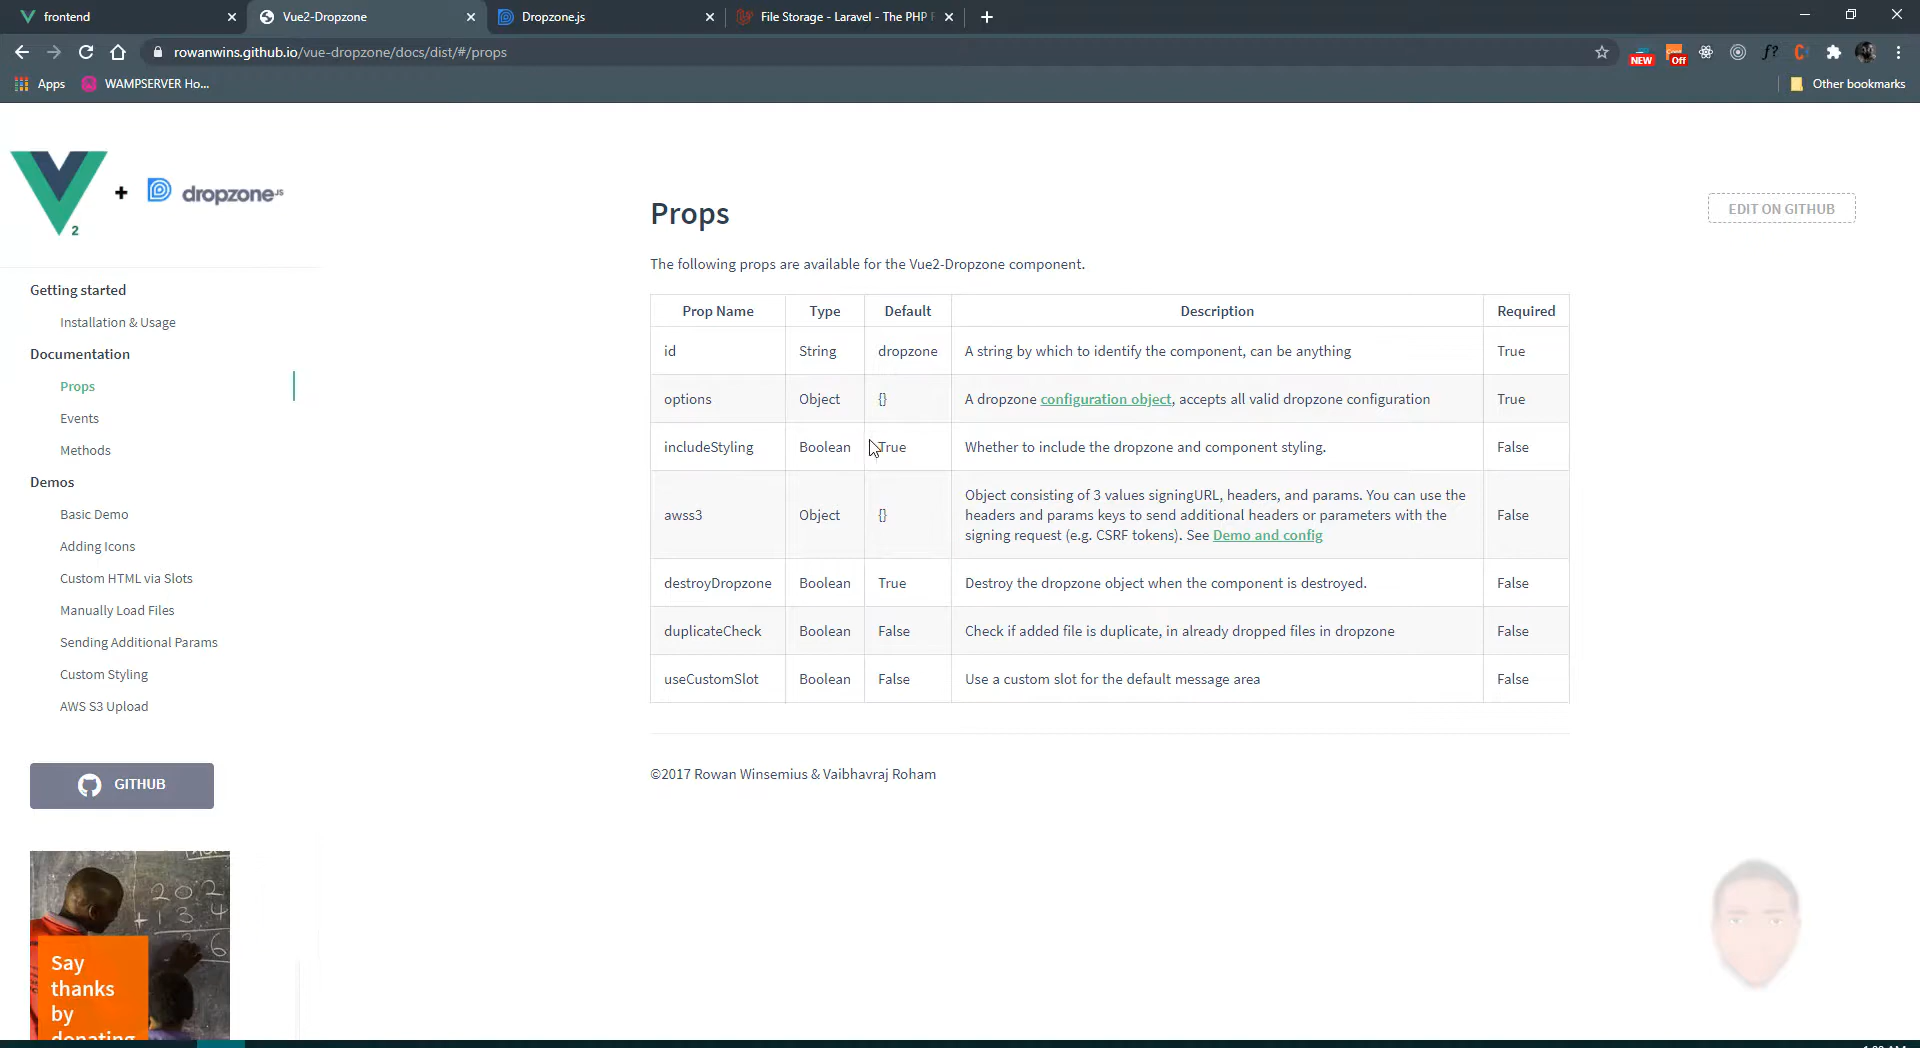 frontend
Vue2-Dropzone
Dropzone.js
File Storage - Laravel - The PHP F
rowanwins.github.io/vue-dropzone/docs/dist/#/props
NEW
Off
f?
Apps
WAMPSERVER Ho...
Other bookmarks
2
+
dropzone JS
Getting started
Installation & Usage
Documentation
Props
Events
Methods
Demos
Basic Demo
Adding Icons
Custom HTML via Slots
Manually Load Files
Sending Additional Params
Custom Styling
AWS S3 Upload
GITHUB
20.2
+ 13.4
6
Say
thanks
by
donating
Props
EDIT ON GITHUB
The following props are available for the Vue2-Dropzone component.
Prop Name Type Default Description Required
id String dropzone A string by which to identify the component, can be anything True
options Object {} A dropzone configuration object, accepts all valid dropzone configuration True
includeStyling Boolean True Whether to include the dropzone and component styling. False
awss3 Object {} Object consisting of 3 values signingURL, headers, and params. You can use the
headers and params keys to send additional headers or parameters with the
signing request (e.g. CSRF tokens). See Demo and config False
destroyDropzone Boolean True Destroy the dropzone object when the component is destroyed. False
duplicateCheck Boolean False Check if added file is duplicate, in already dropped files in dropzone False
useCustomSlot Boolean False Use a custom slot for the default message area False
©2017 Rowan Winsemius & Vaibhavraj Roham